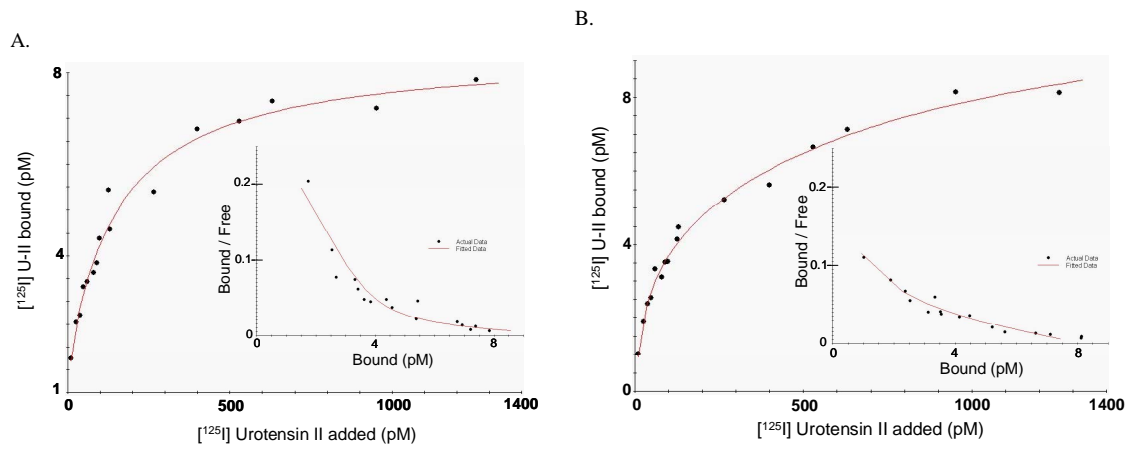 A.
8
4
1
[¹²⁵I] U-II bound (pM)
0
500
1000
1400
[¹²⁵I] Urotensin II added (pM)
0.2
0.1
0
Bound / Free
4
8
Bound (pM)
Actual Data
Fitted Data
B.
8
4
0
[¹²⁵I] U-II bound (pM)
0
500
1000
1400
[¹²⁵I] Urotensin II added (pM)
0.2
0.1
0
Bound / Free
0
4
8
Bound (pM)
Actual Data
Fitted Data